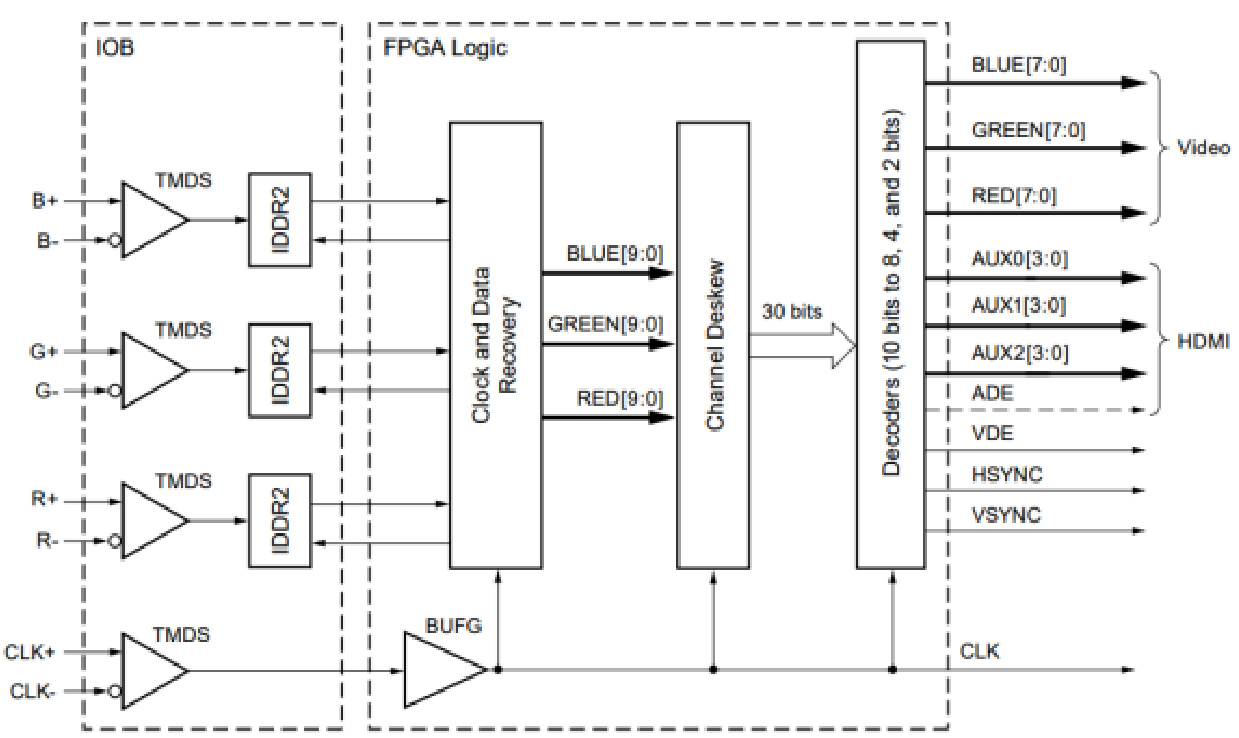 IOB
FPGA Logic
BLUE[7:0]
GREEN[7:0]
Video
RED[7:0]
TMDS
B+
B-
IDDR2
AUX0[3:0]
BLUE[9:0]
AUX1[3:0]
30 bits
HDMI
TMDS
G+
G-
IDDR2
GREEN[9:0]
AUX2[3:0]
Clock and Data
Recovery
Channel Deskew
Decoders (10 bits to 8, 4, and 2 bits)
RED[9:0]
ADE
VDE
TMDS
R+
R-
IDDR2
HSYNC
VSYNC
TMDS
CLK+
CLK-
BUFG
CLK